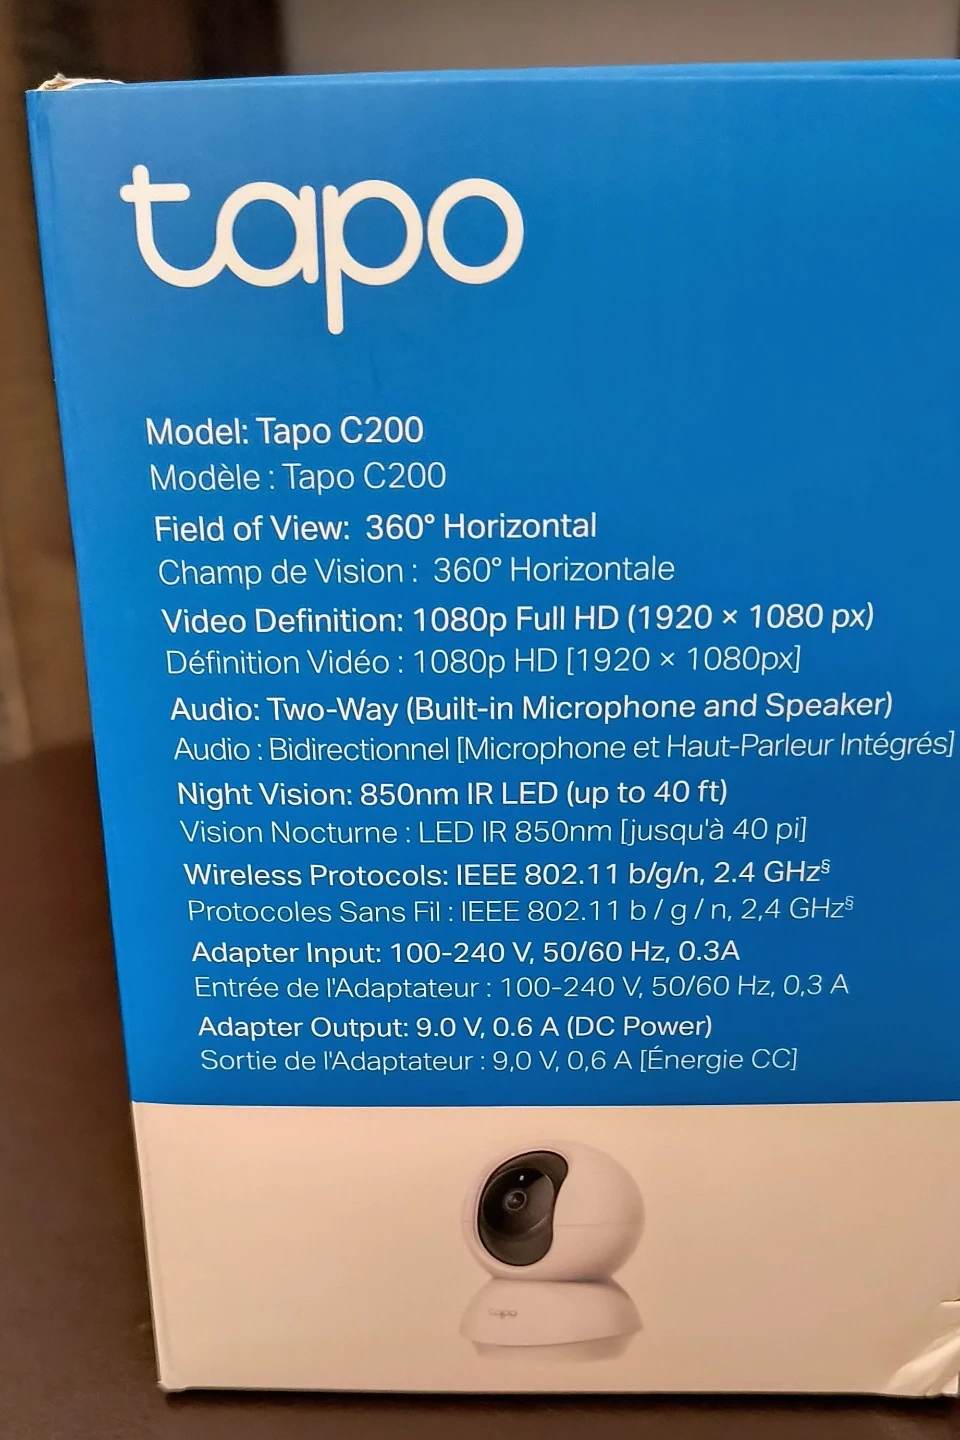 tapo
Model: Tapo C200
Modèle : Tapo C200
Field of View: 360° Horizontal
Champ de Vision : 360° Horizontale
Video Definition: 1080p Full HD (1920 × 1080 px)
Définition Vidéo : 1080p HD [1920 × 1080px]
Audio: Two-Way (Built-in Microphone and Speaker)
Audio : Bidirectionnel [Microphone et Haut-Parleur Intégrés]
Night Vision: 850nm IR LED (up to 40 ft)
Vision Nocturne : LED IR 850nm [jusqu'à 40 pi]
Wireless Protocols: IEEE 802.11 b/g/n, 2.4 GHz§
Protocoles Sans Fil : IEEE 802.11 b / g / n, 2,4 GHz§
Adapter Input: 100-240 V, 50/60 Hz, 0.3A
Entrée de l'Adaptateur : 100-240 V, 50/60 Hz, 0,3 A
Adapter Output: 9.0 V, 0.6 A (DC Power)
Sortie de l'Adaptateur : 9,0 V, 0,6 A [Énergie CC]
tapo